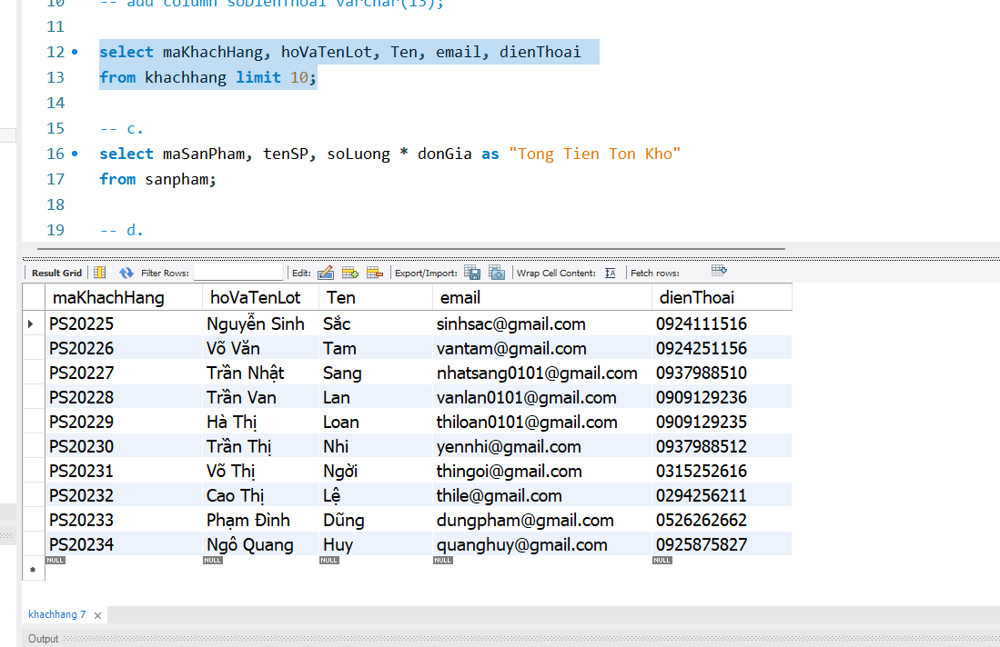 10 -- add column soDienThoai varchar(15);
11
12 select maKhachHang, hoVaTenLot, Ten, email, dienThoai
13 from khachhang limit 10;
14
15 -- c.
16 select maSanPham, tenSP, soLuong * donGia as "Tong Tien Ton Kho"
17 from sanpham;
18
19 -- d.
Result Grid Filter Rows: Edit: Export/Import: Wrap Cell Content: Fetch rows:
maKhachHang hoVaTenLot Ten email dienThoai
PS20225 Nguyễn Sinh Sắc sinhsac@gmail.com 0924111516
PS20226 Võ Văn Tam vantam@gmail.com 0924251156
PS20227 Trần Nhật Sang nhatsang0101@gmail.com 0937988510
PS20228 Trần Van Lan vanlan0101@gmail.com 0909129236
PS20229 Hà Thị Loan thiloan0101@gmail.com 0909129235
PS20230 Trần Thị Nhi yennhi@gmail.com 0937988512
PS20231 Võ Thị Ngời thingoi@gmail.com 0315252616
PS20232 Cao Thị Lệ thile@gmail.com 0294256211
PS20233 Phạm Đình Dũng dungpham@gmail.com 0526262662
PS20234 Ngô Quang Huy quanghuy@gmail.com 0925875827
NULL NULL NULL NULL NULL
khachhang 7
Output